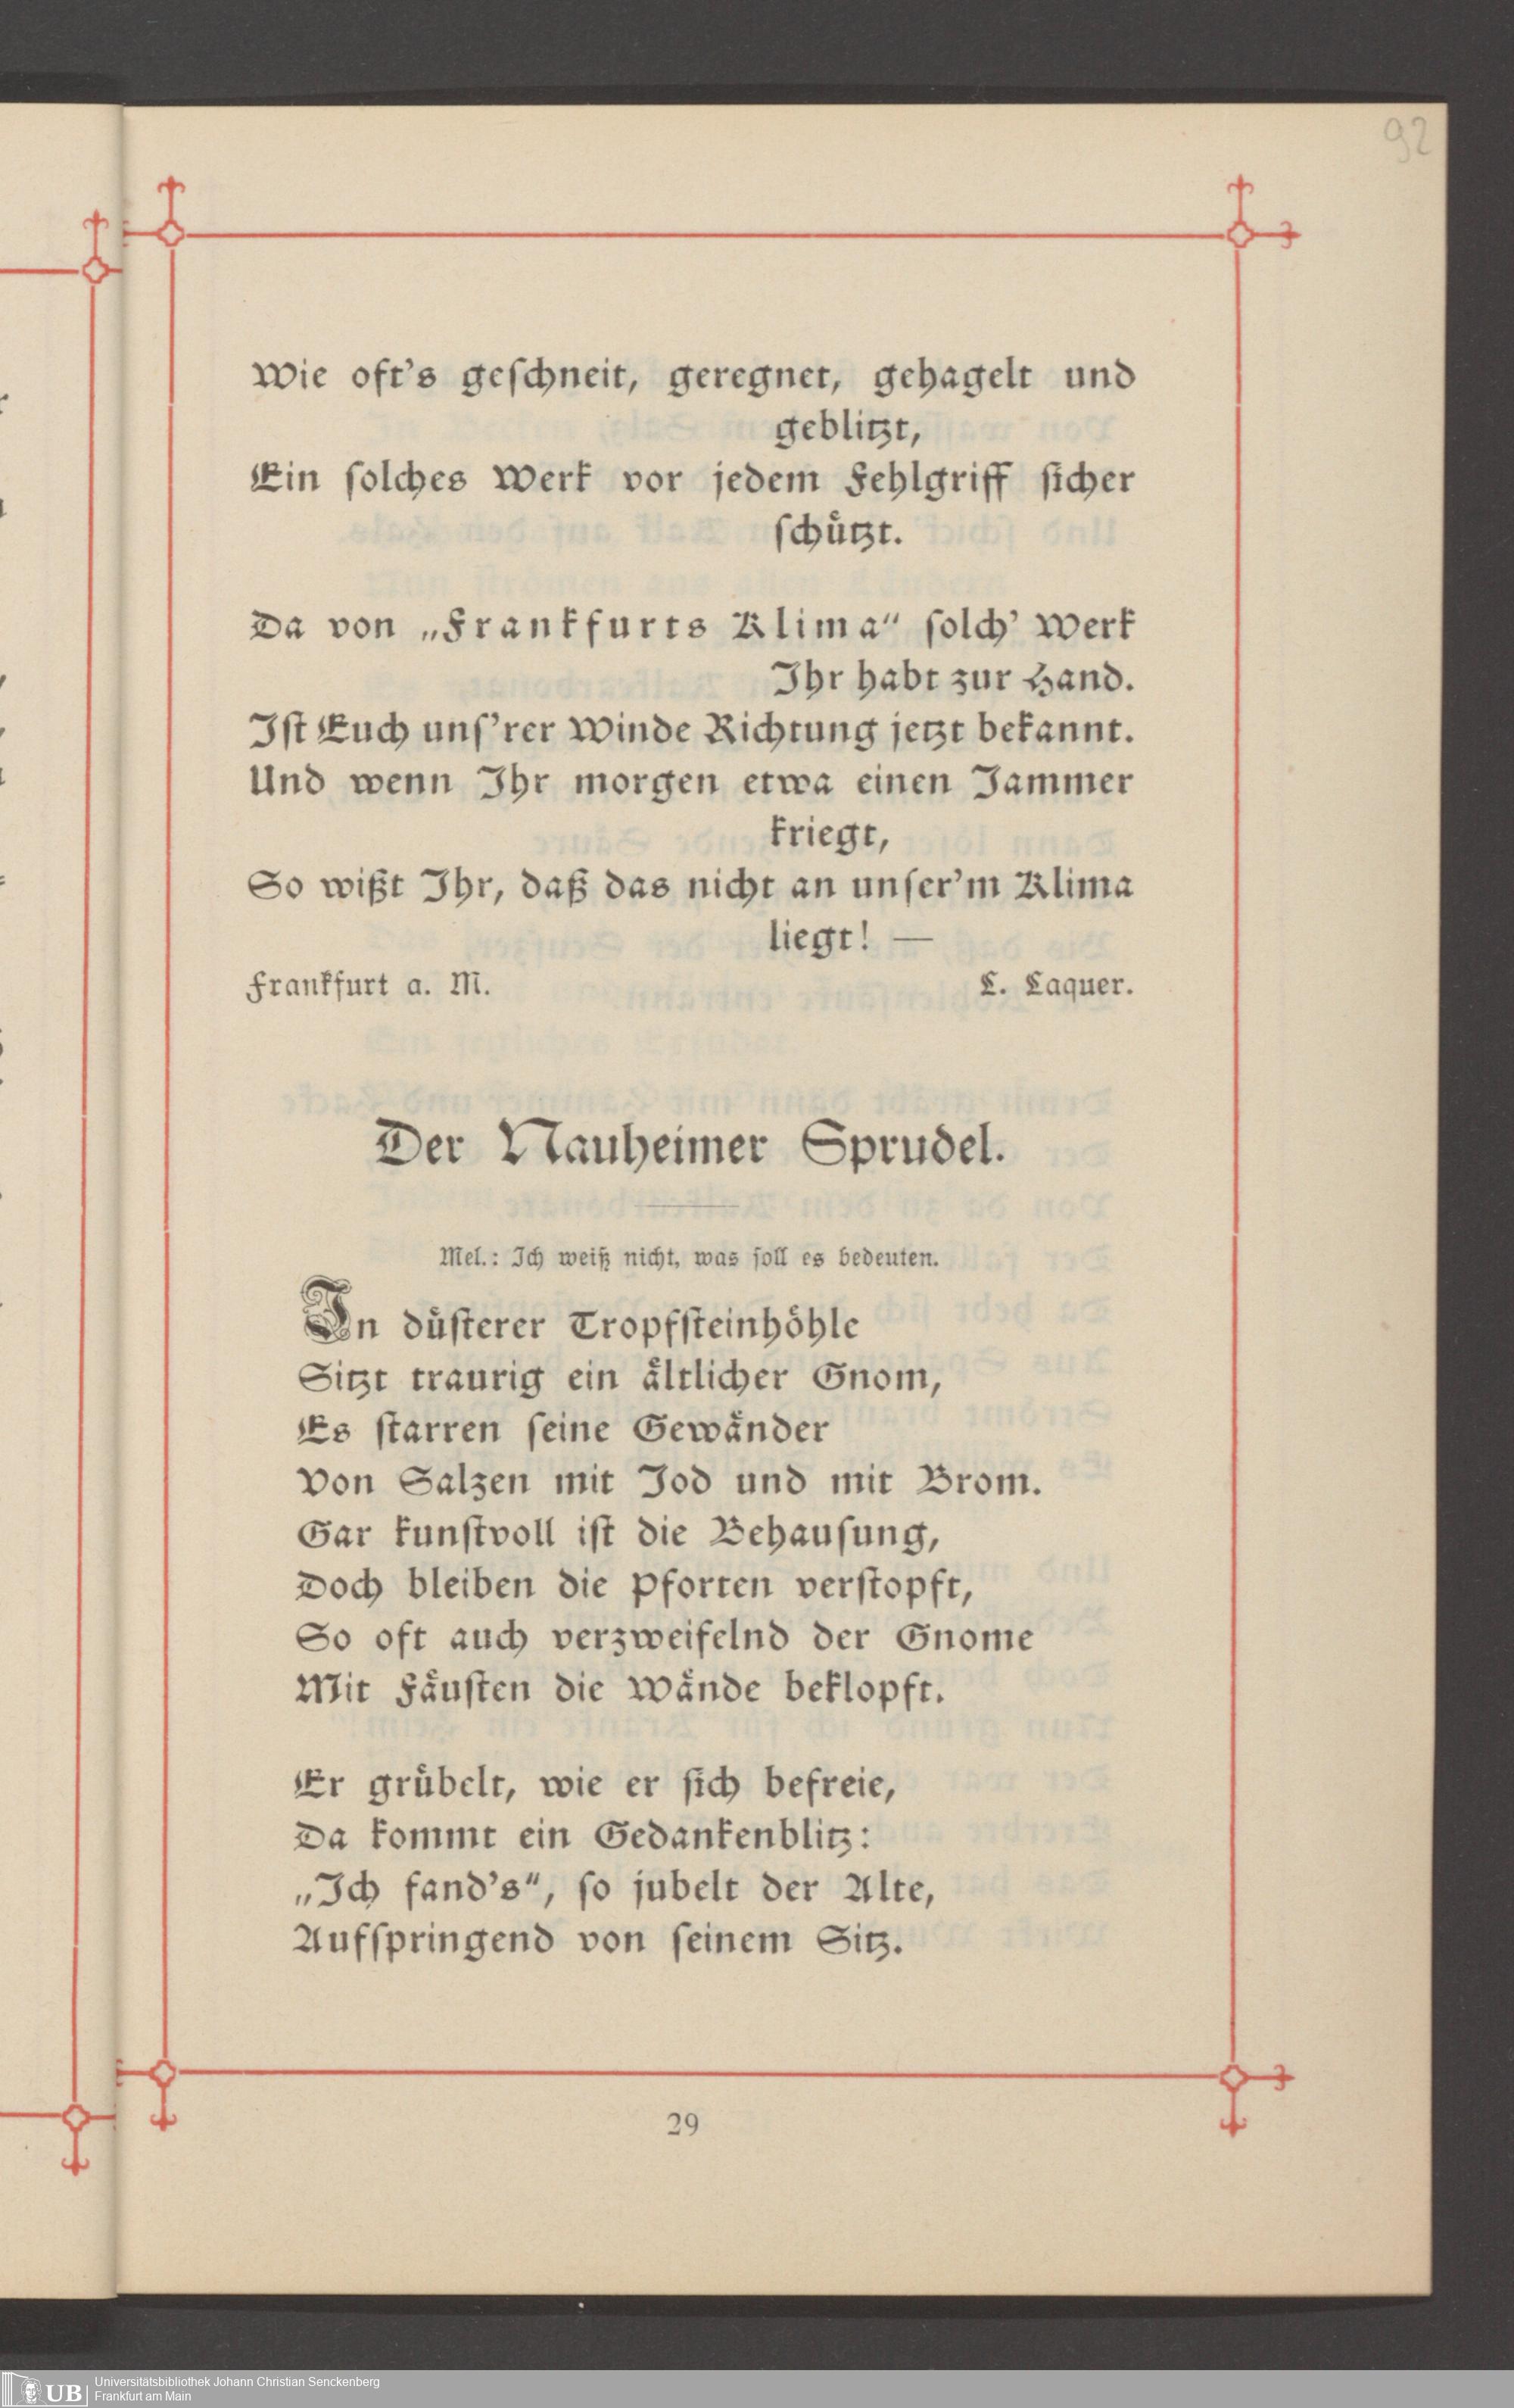 92
Wie oft's geſchneit, geregnet, gehagelt und
geblitzt,
Ein ſolches Werk vor jedem Fehlgriff ſicher
ſchützt.
Da von „Frankfurts Klima“ ſolch' Werk
Ihr habt zur Hand.
Iſt Euch unſ'rer Winde Richtung jetzt bekannt.
Und wenn Ihr morgen etwa einen Jammer
kriegt,
So wißt Ihr, daß das nicht an unſer'm Klima
liegt! —
Frankfurt a. M. L. Laquer.
Der Nauheimer Sprudel.
Mel.: Ich weiß nicht, was ſoll es bedeuten.
In düſterer Tropfſteinhöhle
Sitzt traurig ein ältlicher Gnom,
Es ſtarren ſeine Gewänder
Von Salzen mit Jod und mit Brom.
Gar kunſtvoll iſt die Behauſung,
Doch bleiben die Pforten verſtopft,
So oft auch verzweifelnd der Gnome
Mit Fäuſten die Wände beklopft.
Er grübelt, wie er ſich befreie,
Da kommt ein Gedankenblitz:
„Ich fand's“, ſo jubelt der Alte,
Aufſpringend von ſeinem Sitz.
29
UB
Universitätsbibliothek Johann Christian Senckenberg
Frankfurt am Main